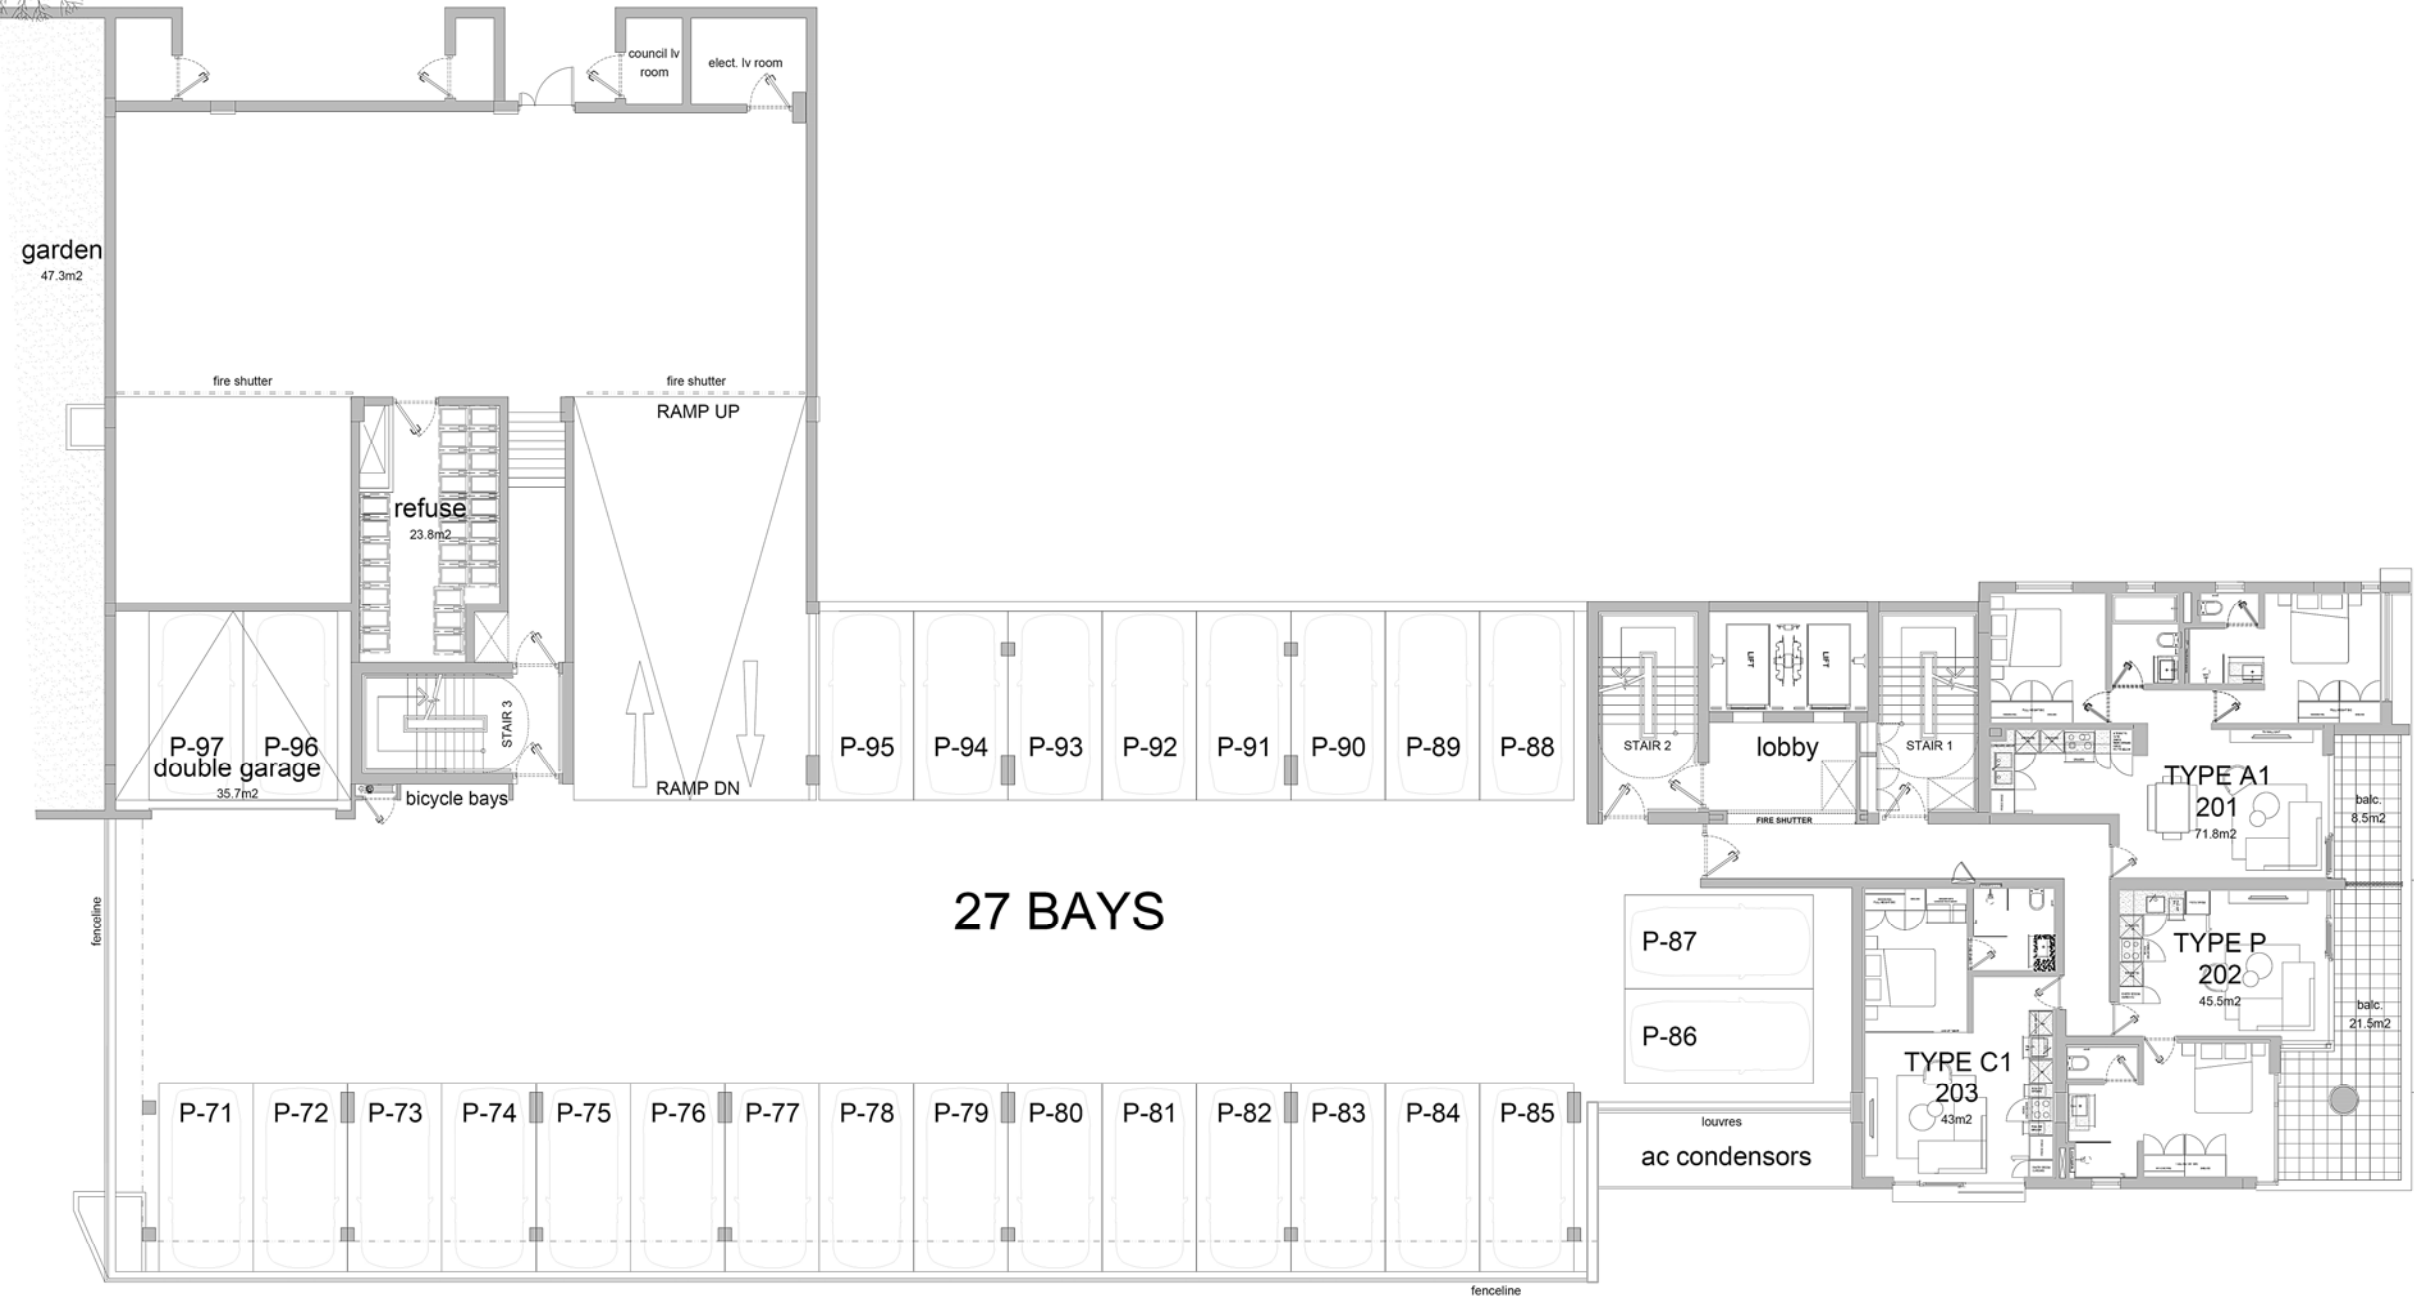 council lv
room
elect. lv room
garden
47.3m2
fire shutter
fire shutter
RAMP UP
refuse
23.8m2
STAIR 3
P-97
P-96
double garage
35.7m2
bicycle bays
RAMP DN
P-95
P-94
P-93
P-92
P-91
P-90
P-89
P-88
STAIR 2
LIFT
LIFT
lobby
STAIR 1
FIRE SHUTTER
TYPE A1
201
71.8m2
balc.
8.5m2
fenceline
27 BAYS
P-87
P-86
TYPE P
202
45.5m2
balc.
21.5m2
TYPE C1
203
43m2
louvres
ac condensors
P-71
P-72
P-73
P-74
P-75
P-76
P-77
P-78
P-79
P-80
P-81
P-82
P-83
P-84
P-85
fenceline